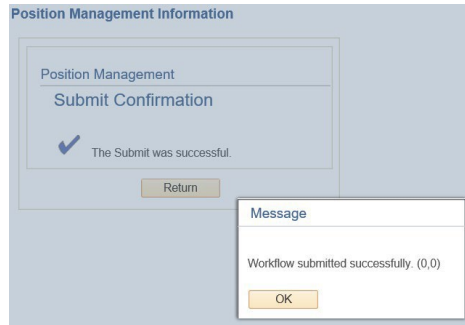 Position Management Information
Position Management
Submit Confirmation
The Submit was successful.
Return
Message
Workflow submitted successfully. (0,0)
OK